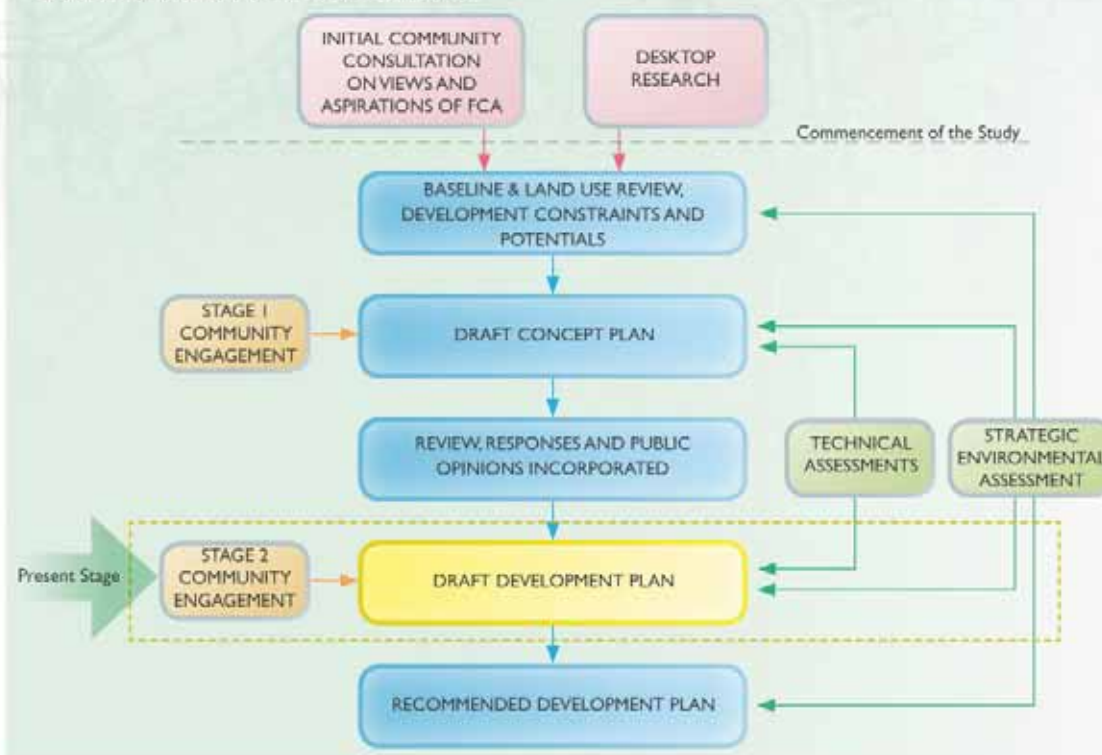 INITIAL COMMUNITY
CONSULTATION
ON VIEWS AND
ASPIRATIONS OF FCA
DESKTOP
RESEARCH
Commencement of the Study
BASELINE & LAND USE REVIEW,
DEVELOPMENT CONSTRAINTS AND
POTENTIALS
STAGE 1
COMMUNITY
ENGAGEMENT
DRAFT CONCEPT PLAN
REVIEW, RESPONSES AND PUBLIC
OPINIONS INCORPORATED
TECHNICAL
ASSESSMENTS
STRATEGIC
ENVIRONMENTAL
ASSESSMENT
Present Stage
STAGE 2
COMMUNITY
ENGAGEMENT
DRAFT DEVELOPMENT PLAN
RECOMMENDED DEVELOPMENT PLAN